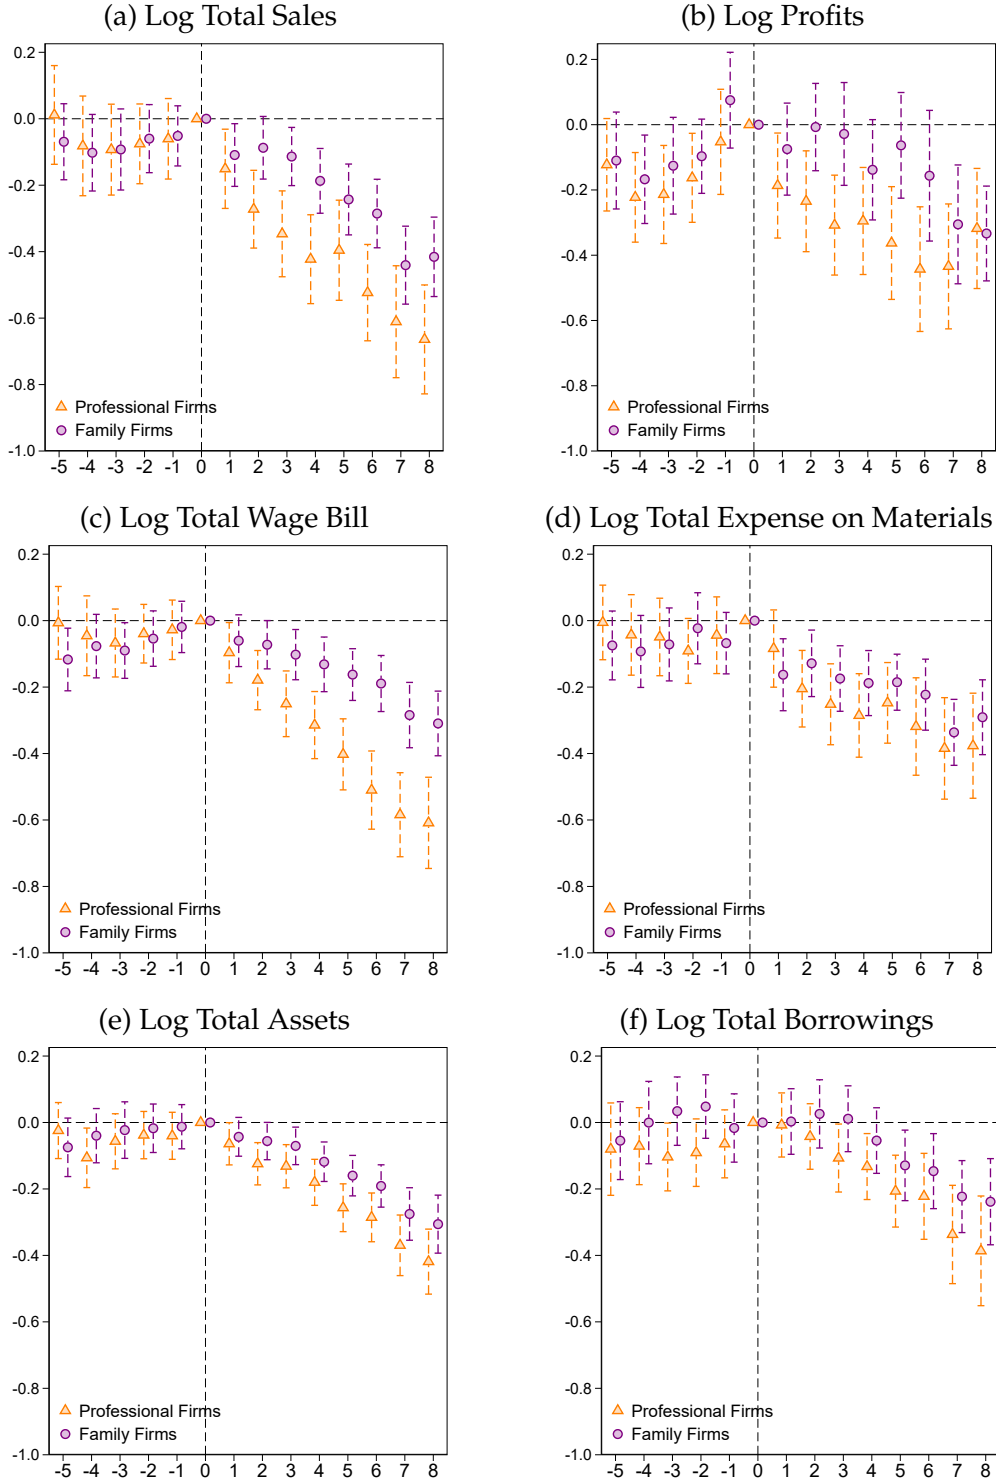 (a) Log Total Sales
0.2
0.0
-0.2
-0.4
-0.6
-0.8
-1.0
Professional Firms
Family Firms
-5 -4 -3 -2 -1 0 1 2 3 4 5 6 7 8
(b) Log Profits
0.2
0.0
-0.2
-0.4
-0.6
-0.8
-1.0
Professional Firms
Family Firms
-5 -4 -3 -2 -1 0 1 2 3 4 5 6 7 8
(c) Log Total Wage Bill
0.2
0.0
-0.2
-0.4
-0.6
-0.8
-1.0
Professional Firms
Family Firms
-5 -4 -3 -2 -1 0 1 2 3 4 5 6 7 8
(d) Log Total Expense on Materials
0.2
0.0
-0.2
-0.4
-0.6
-0.8
-1.0
Professional Firms
Family Firms
-5 -4 -3 -2 -1 0 1 2 3 4 5 6 7 8
(e) Log Total Assets
0.2
0.0
-0.2
-0.4
-0.6
-0.8
-1.0
Professional Firms
Family Firms
-5 -4 -3 -2 -1 0 1 2 3 4 5 6 7 8
(f) Log Total Borrowings
0.2
0.0
-0.2
-0.4
-0.6
-0.8
-1.0
Professional Firms
Family Firms
-5 -4 -3 -2 -1 0 1 2 3 4 5 6 7 8